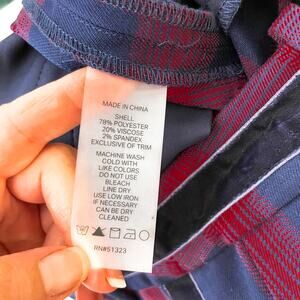 MADE IN CHINA
SHELL
78% POLYESTER
20% VISCOSE
2% SPANDEX
EXCLUSIVE OF TRIM
MACHINE WASH
COLD WITH
LIKE COLORS
DO NOT USE
BLEACH
LINE DRY
USE LOW IRON
IF NECESSARY
CAN BE DRY
CLEANED
RN#51323